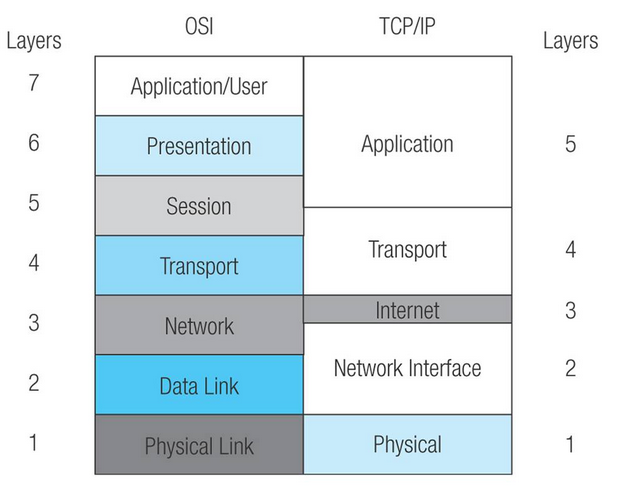 OSI TCP/IP
Layers Layers
7 Application/User
6 Presentation Application 5
5 Session
4 Transport Transport 4
3 Network Internet 3
2 Data Link Network Interface 2
1 Physical Link Physical 1